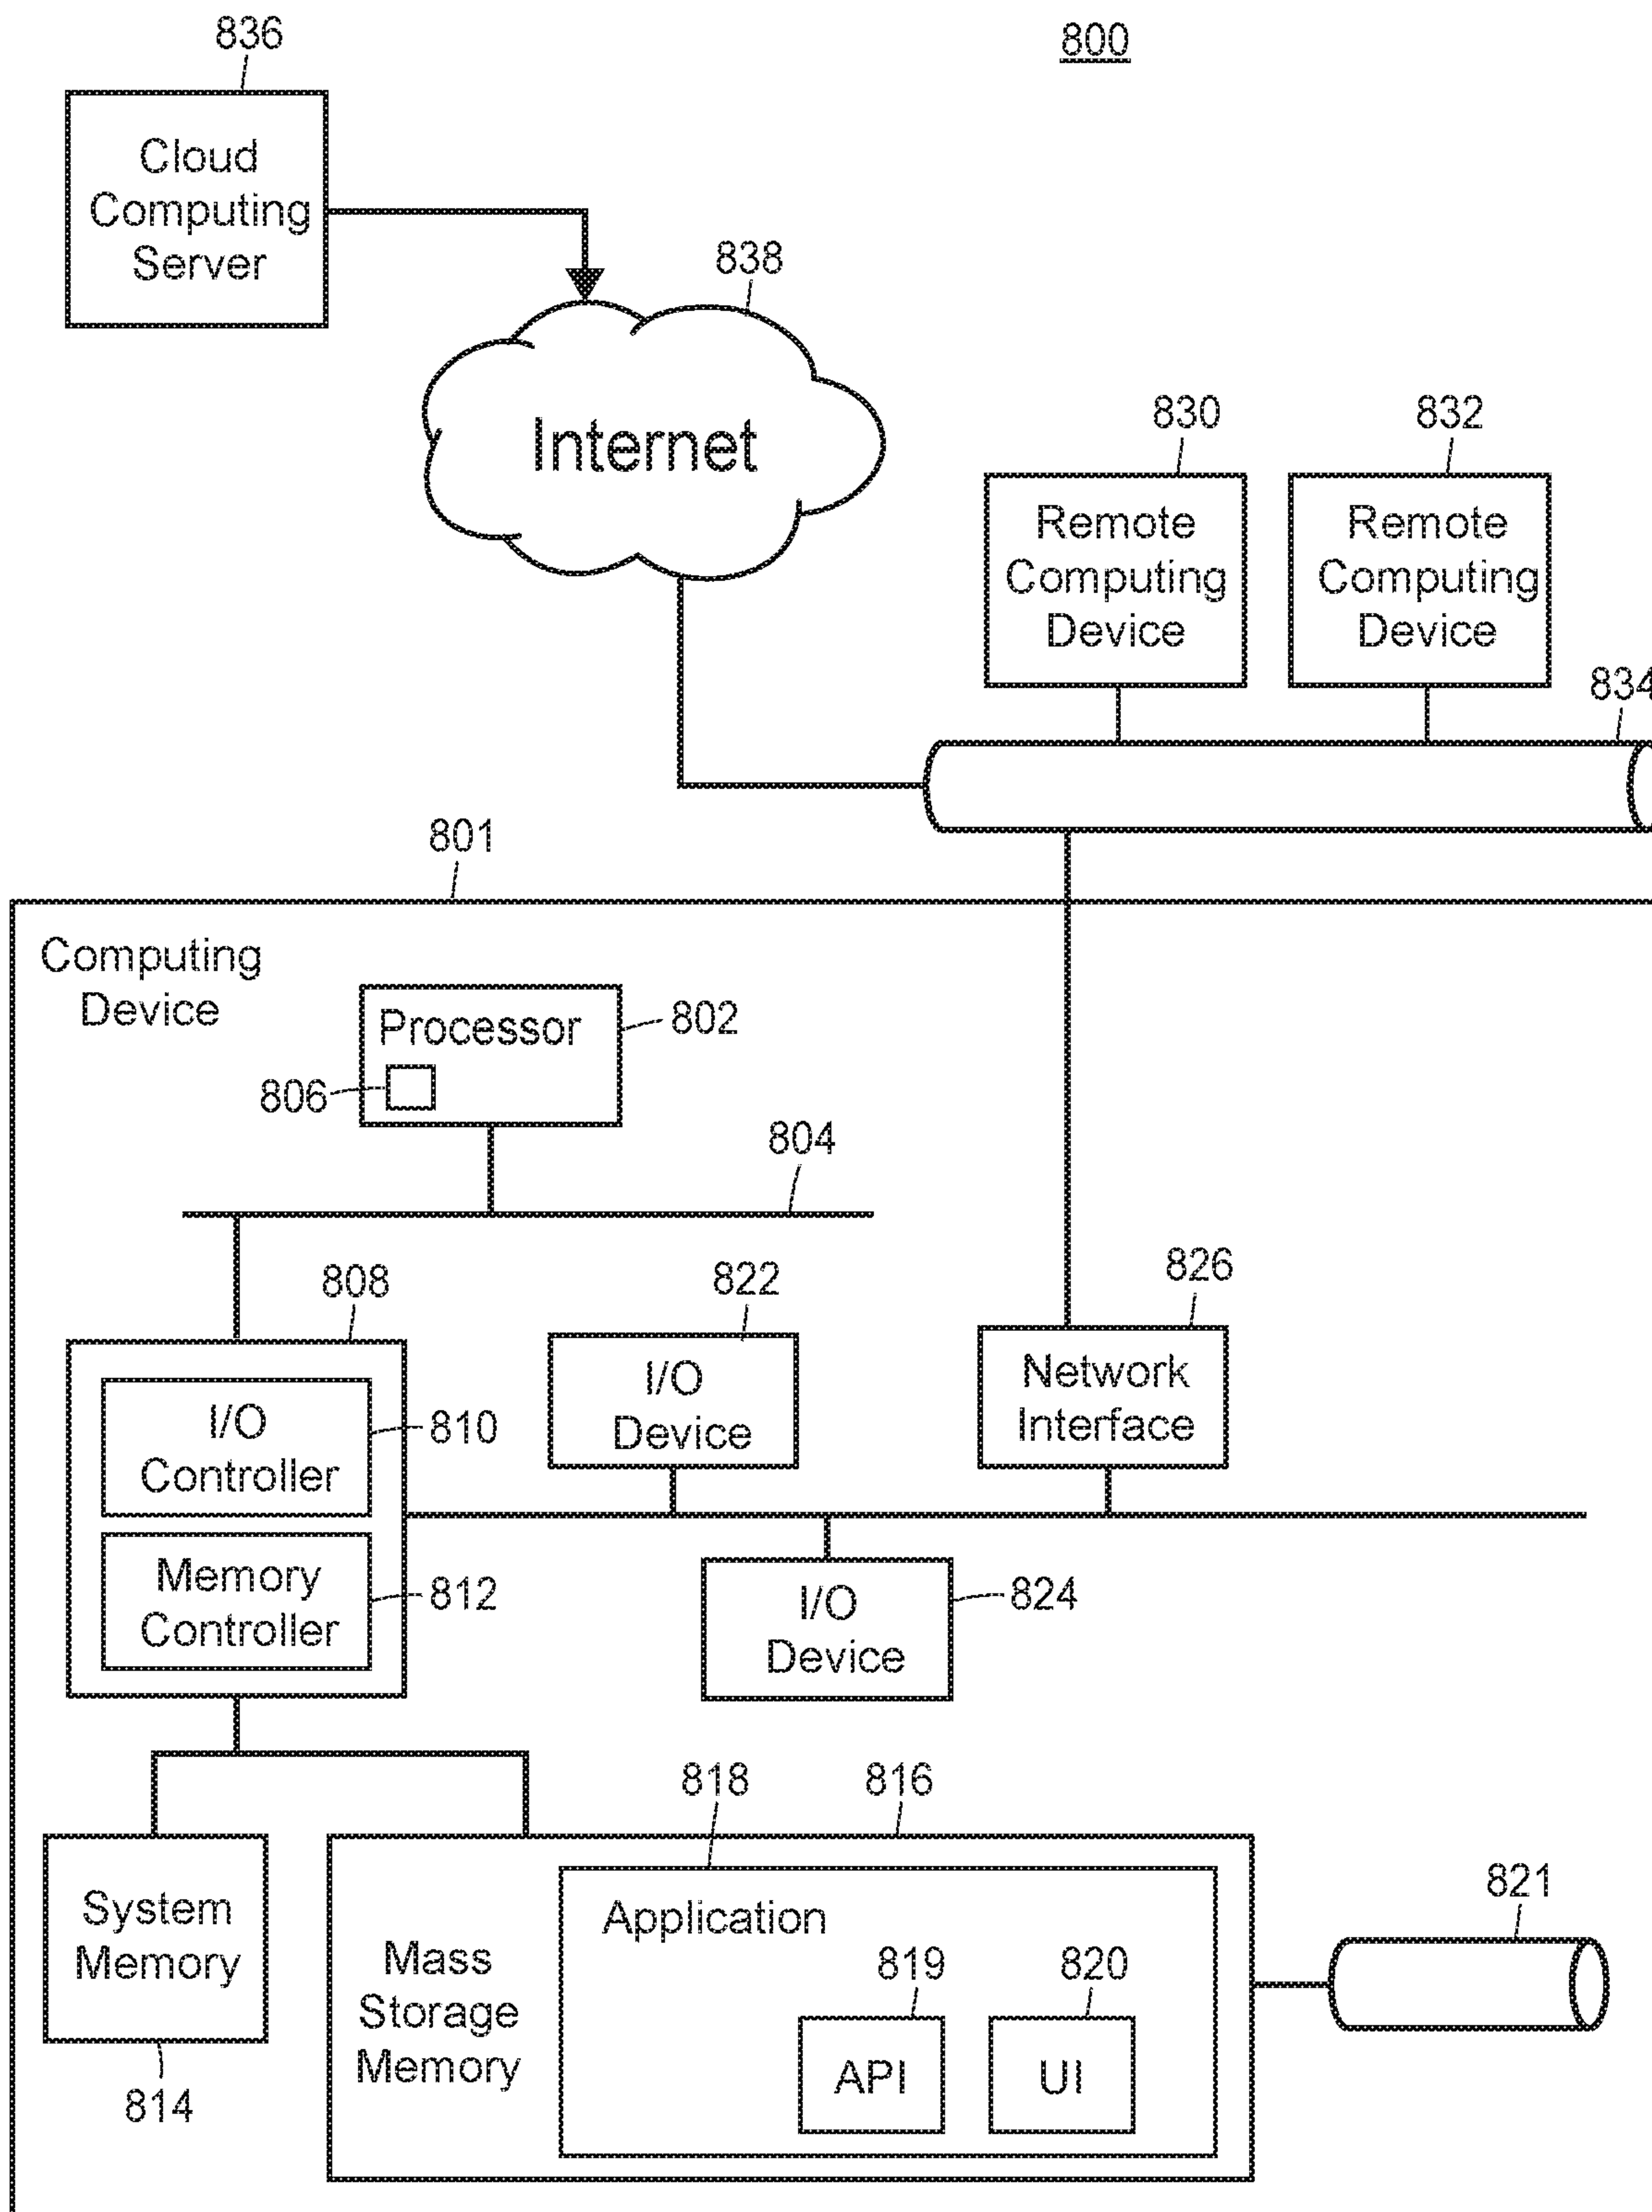 836
800
Cloud
Computing
Server
838
Internet
830
832
Remote
Computing
Device
Remote
Computing
Device
834
801
Computing
Device
Processor
802
806
804
808
822
826
I/O
Controller
810
I/O
Device
Network
Interface
Memory
Controller
812
I/O
Device
824
818
816
System
Memory
814
Application
Mass
Storage
Memory
819
820
API
UI
821